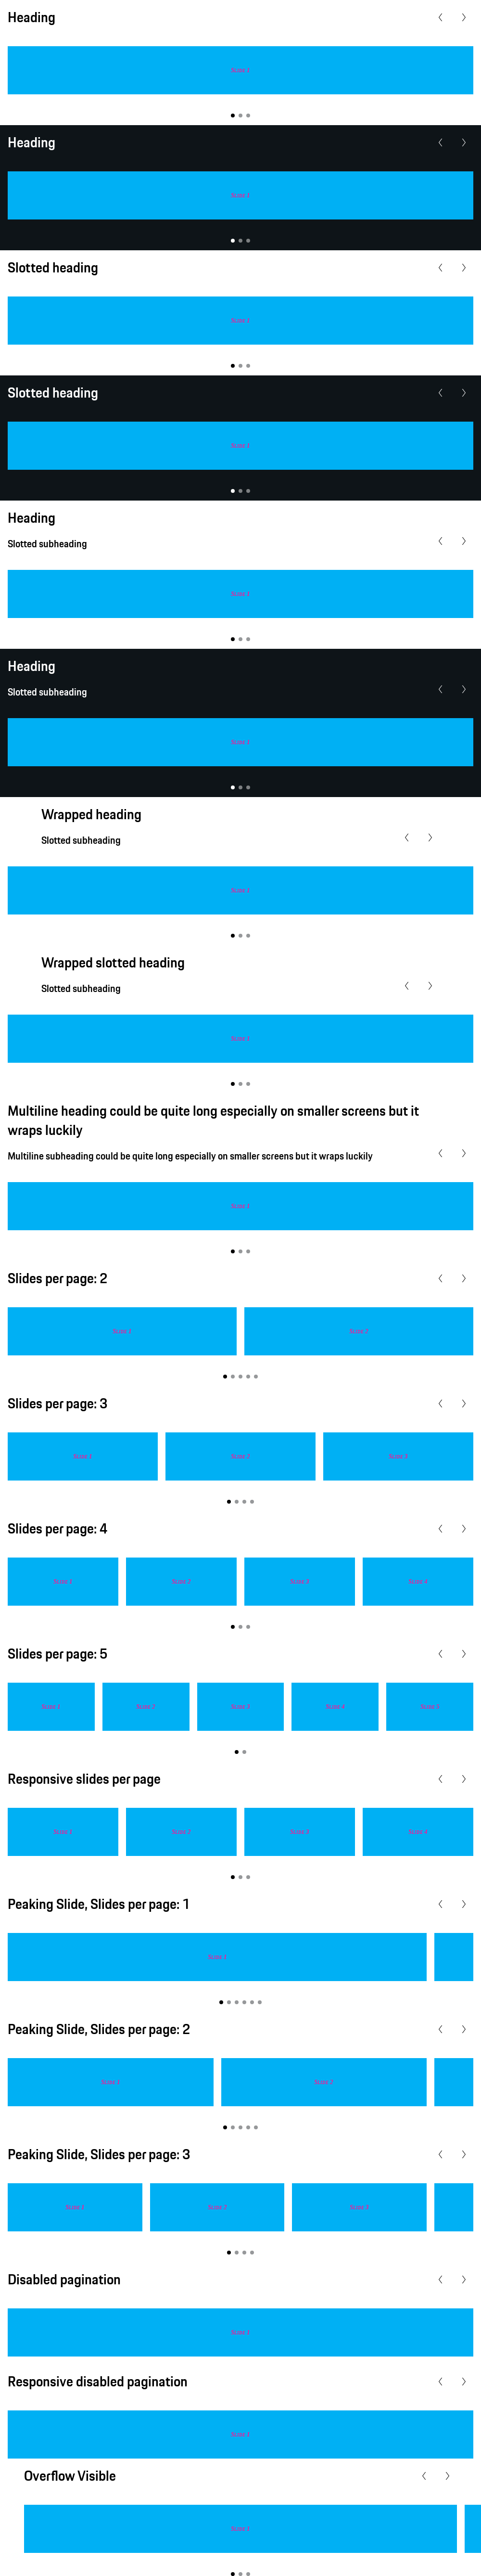 Heading
Slide 1
Heading
Slide 1
Slotted heading
Slide 1
Slotted heading
Slide 1
Heading
Slotted subheading
Slide 1
Heading
Slotted subheading
Slide 1
Wrapped heading
Slotted subheading
Slide 1
Wrapped slotted heading
Slotted subheading
Slide 1
Multiline heading could be quite long especially on smaller screens but it
wraps luckily
Multiline subheading could be quite long especially on smaller screens but it wraps luckily
Slide 1
Slides per page: 2
Slide 1 Slide 2
Slides per page: 3
Slide 1 Slide 2 Slide 3
Slides per page: 4
Slide 1 Slide 2 Slide 3 Slide 4
Slides per page: 5
Slide 1 Slide 2 Slide 3 Slide 4 Slide 5
Responsive slides per page
Slide 1 Slide 2 Slide 3 Slide 4
Peaking Slide, Slides per page: 1
Slide 1
Peaking Slide, Slides per page: 2
Slide 1 Slide 2
Peaking Slide, Slides per page: 3
Slide 1 Slide 2 Slide 3
Disabled pagination
Slide 1
Responsive disabled pagination
Slide 1
Overflow Visible
Slide 1